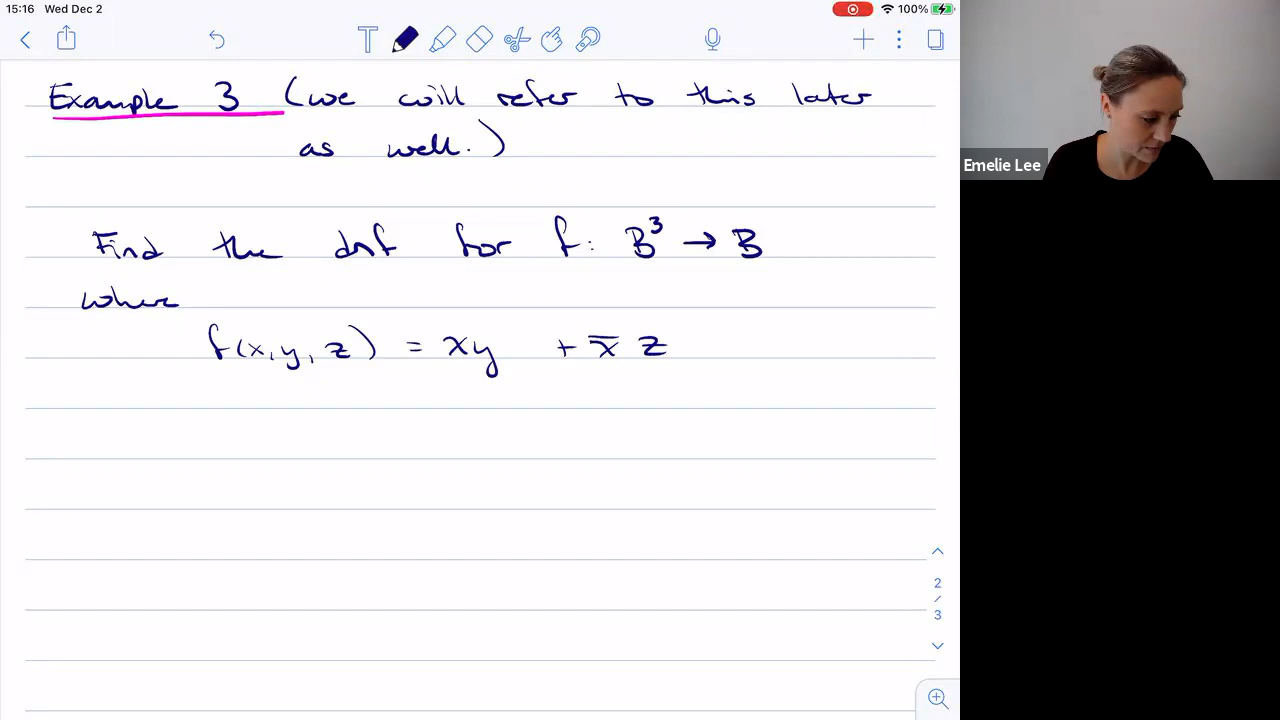 15:16 Wed Dec 2
100%
Example 3 (we will refer to this later
as well.)
Emelie Lee
Find the dnf for f: B³ → B
where
f(x, y, z) = xy + x̅ z
2
/
3